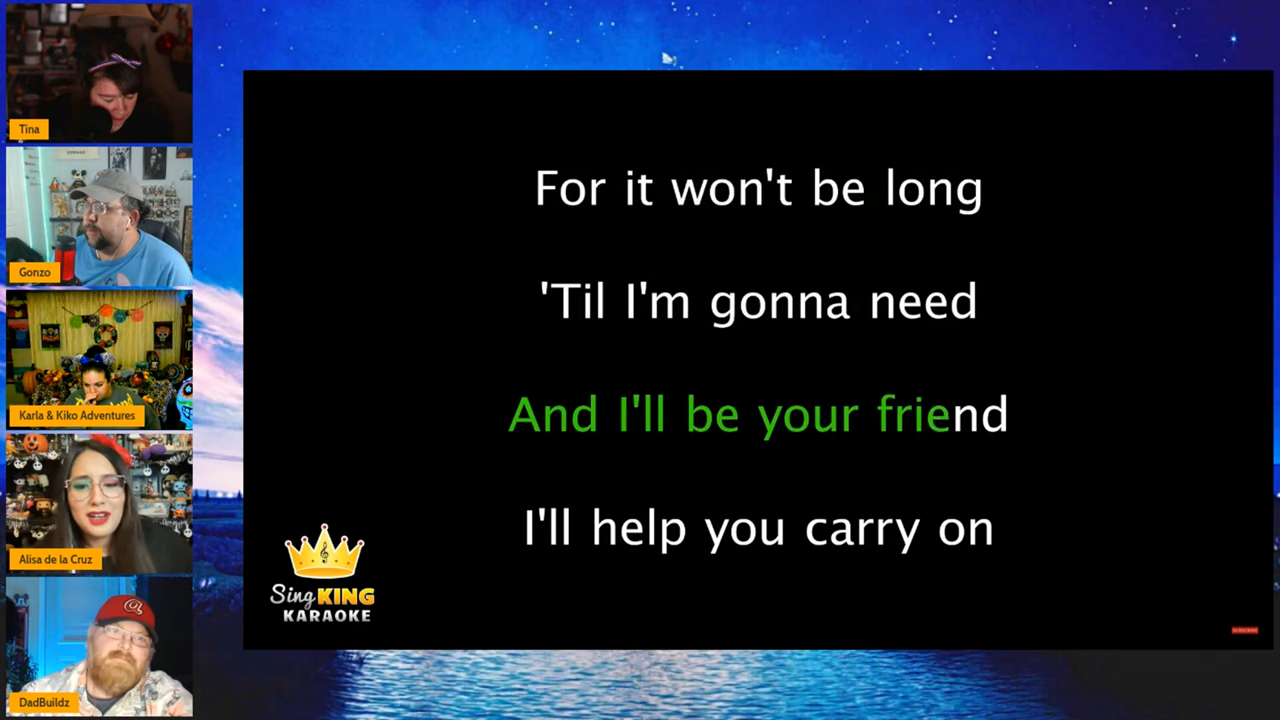 Tina
Gonzo
Karla & Kiko Adventures
Alisa de la Cruz
DadBuildz
For it won't be long
'Til I'm gonna need
And I'll be your friend
I'll help you carry on
Sing KING
KARAOKE
SUBSCRIBE